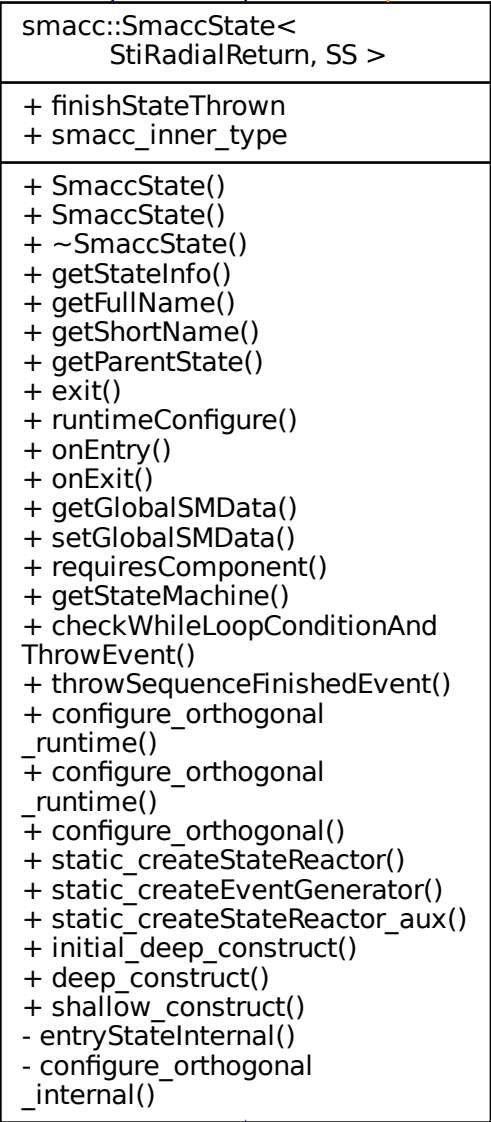 smacc::SmaccState<
StiRadialReturn, SS >
+ finishStateThrown
+ smacc_inner_type
+ SmaccState()
+ SmaccState()
+ ~SmaccState()
+ getStateInfo()
+ getFullName()
+ getShortName()
+ getParentState()
+ exit()
+ runtimeConfigure()
+ onEntry()
+ onExit()
+ getGlobalSMData()
+ setGlobalSMData()
+ requiresComponent()
+ getStateMachine()
+ checkWhileLoopConditionAnd
ThrowEvent()
+ throwSequenceFinishedEvent()
+ configure_orthogonal
_runtime()
+ configure_orthogonal
_runtime()
+ configure_orthogonal()
+ static_createStateReactor()
+ static_createEventGenerator()
+ static_createStateReactor_aux()
+ initial_deep_construct()
+ deep_construct()
+ shallow_construct()
- entryStateInternal()
- configure_orthogonal
_internal()